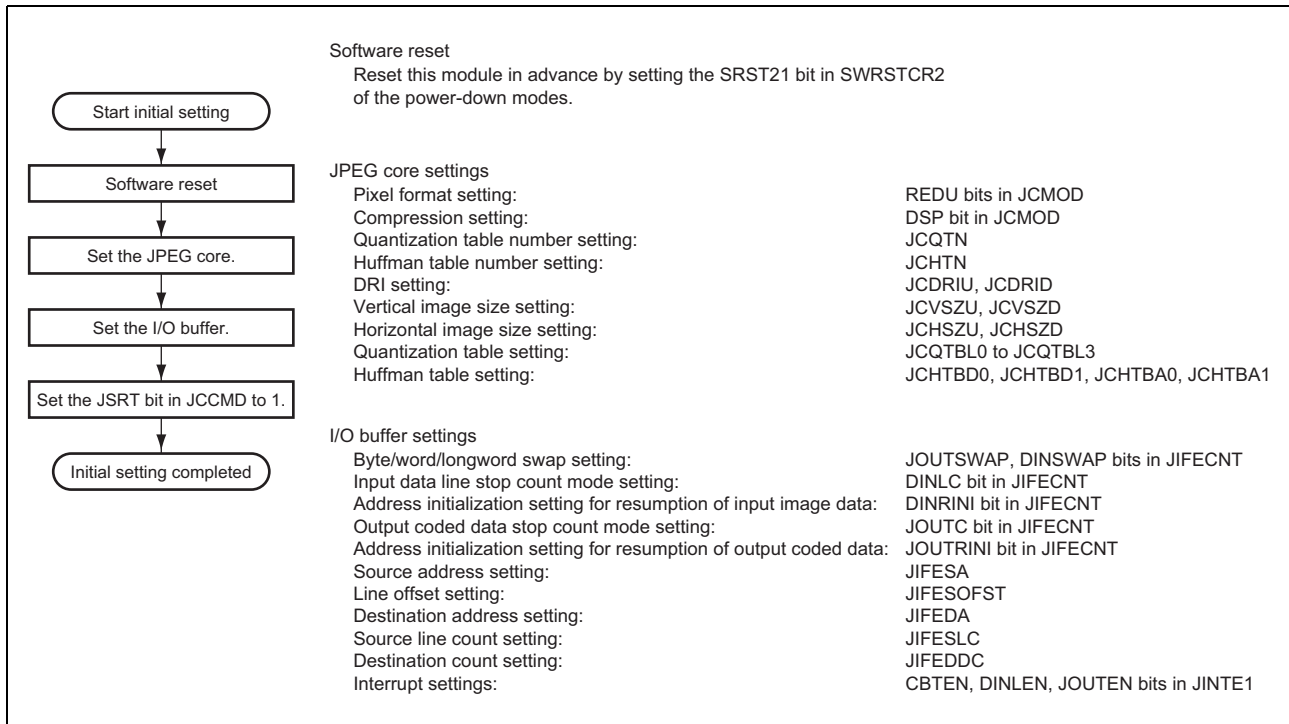 Start initial setting
Software reset
Set the JPEG core.
Set the I/O buffer.
Set the JSRT bit in JCCMD to 1.
Initial setting completed
Software reset
Reset this module in advance by setting the SRST21 bit in SWRSTCR2
of the power-down modes.
JPEG core settings
Pixel format setting: REDU bits in JCMOD
Compression setting: DSP bit in JCMOD
Quantization table number setting: JCQTN
Huffman table number setting: JCHTN
DRI setting: JCDRIU, JCDRID
Vertical image size setting: JCVSZU, JCVSZD
Horizontal image size setting: JCHSZU, JCHSZD
Quantization table setting: JCQTBL0 to JCQTBL3
Huffman table setting: JCHTBD0, JCHTBD1, JCHTBA0, JCHTBA1
I/O buffer settings
Byte/word/longword swap setting: JOUTSWAP, DINSWAP bits in JIFECNT
Input data line stop count mode setting: DINLC bit in JIFECNT
Address initialization setting for resumption of input image data: DINRINI bit in JIFECNT
Output coded data stop count mode setting: JOUTC bit in JIFECNT
Address initialization setting for resumption of output coded data: JOUTRINI bit in JIFECNT
Source address setting: JIFESA
Line offset setting: JIFESOFST
Destination address setting: JIFEDA
Source line count setting: JIFESLC
Destination count setting: JIFEDDC
Interrupt settings: CBTEN, DINLEN, JOUTEN bits in JINTE1